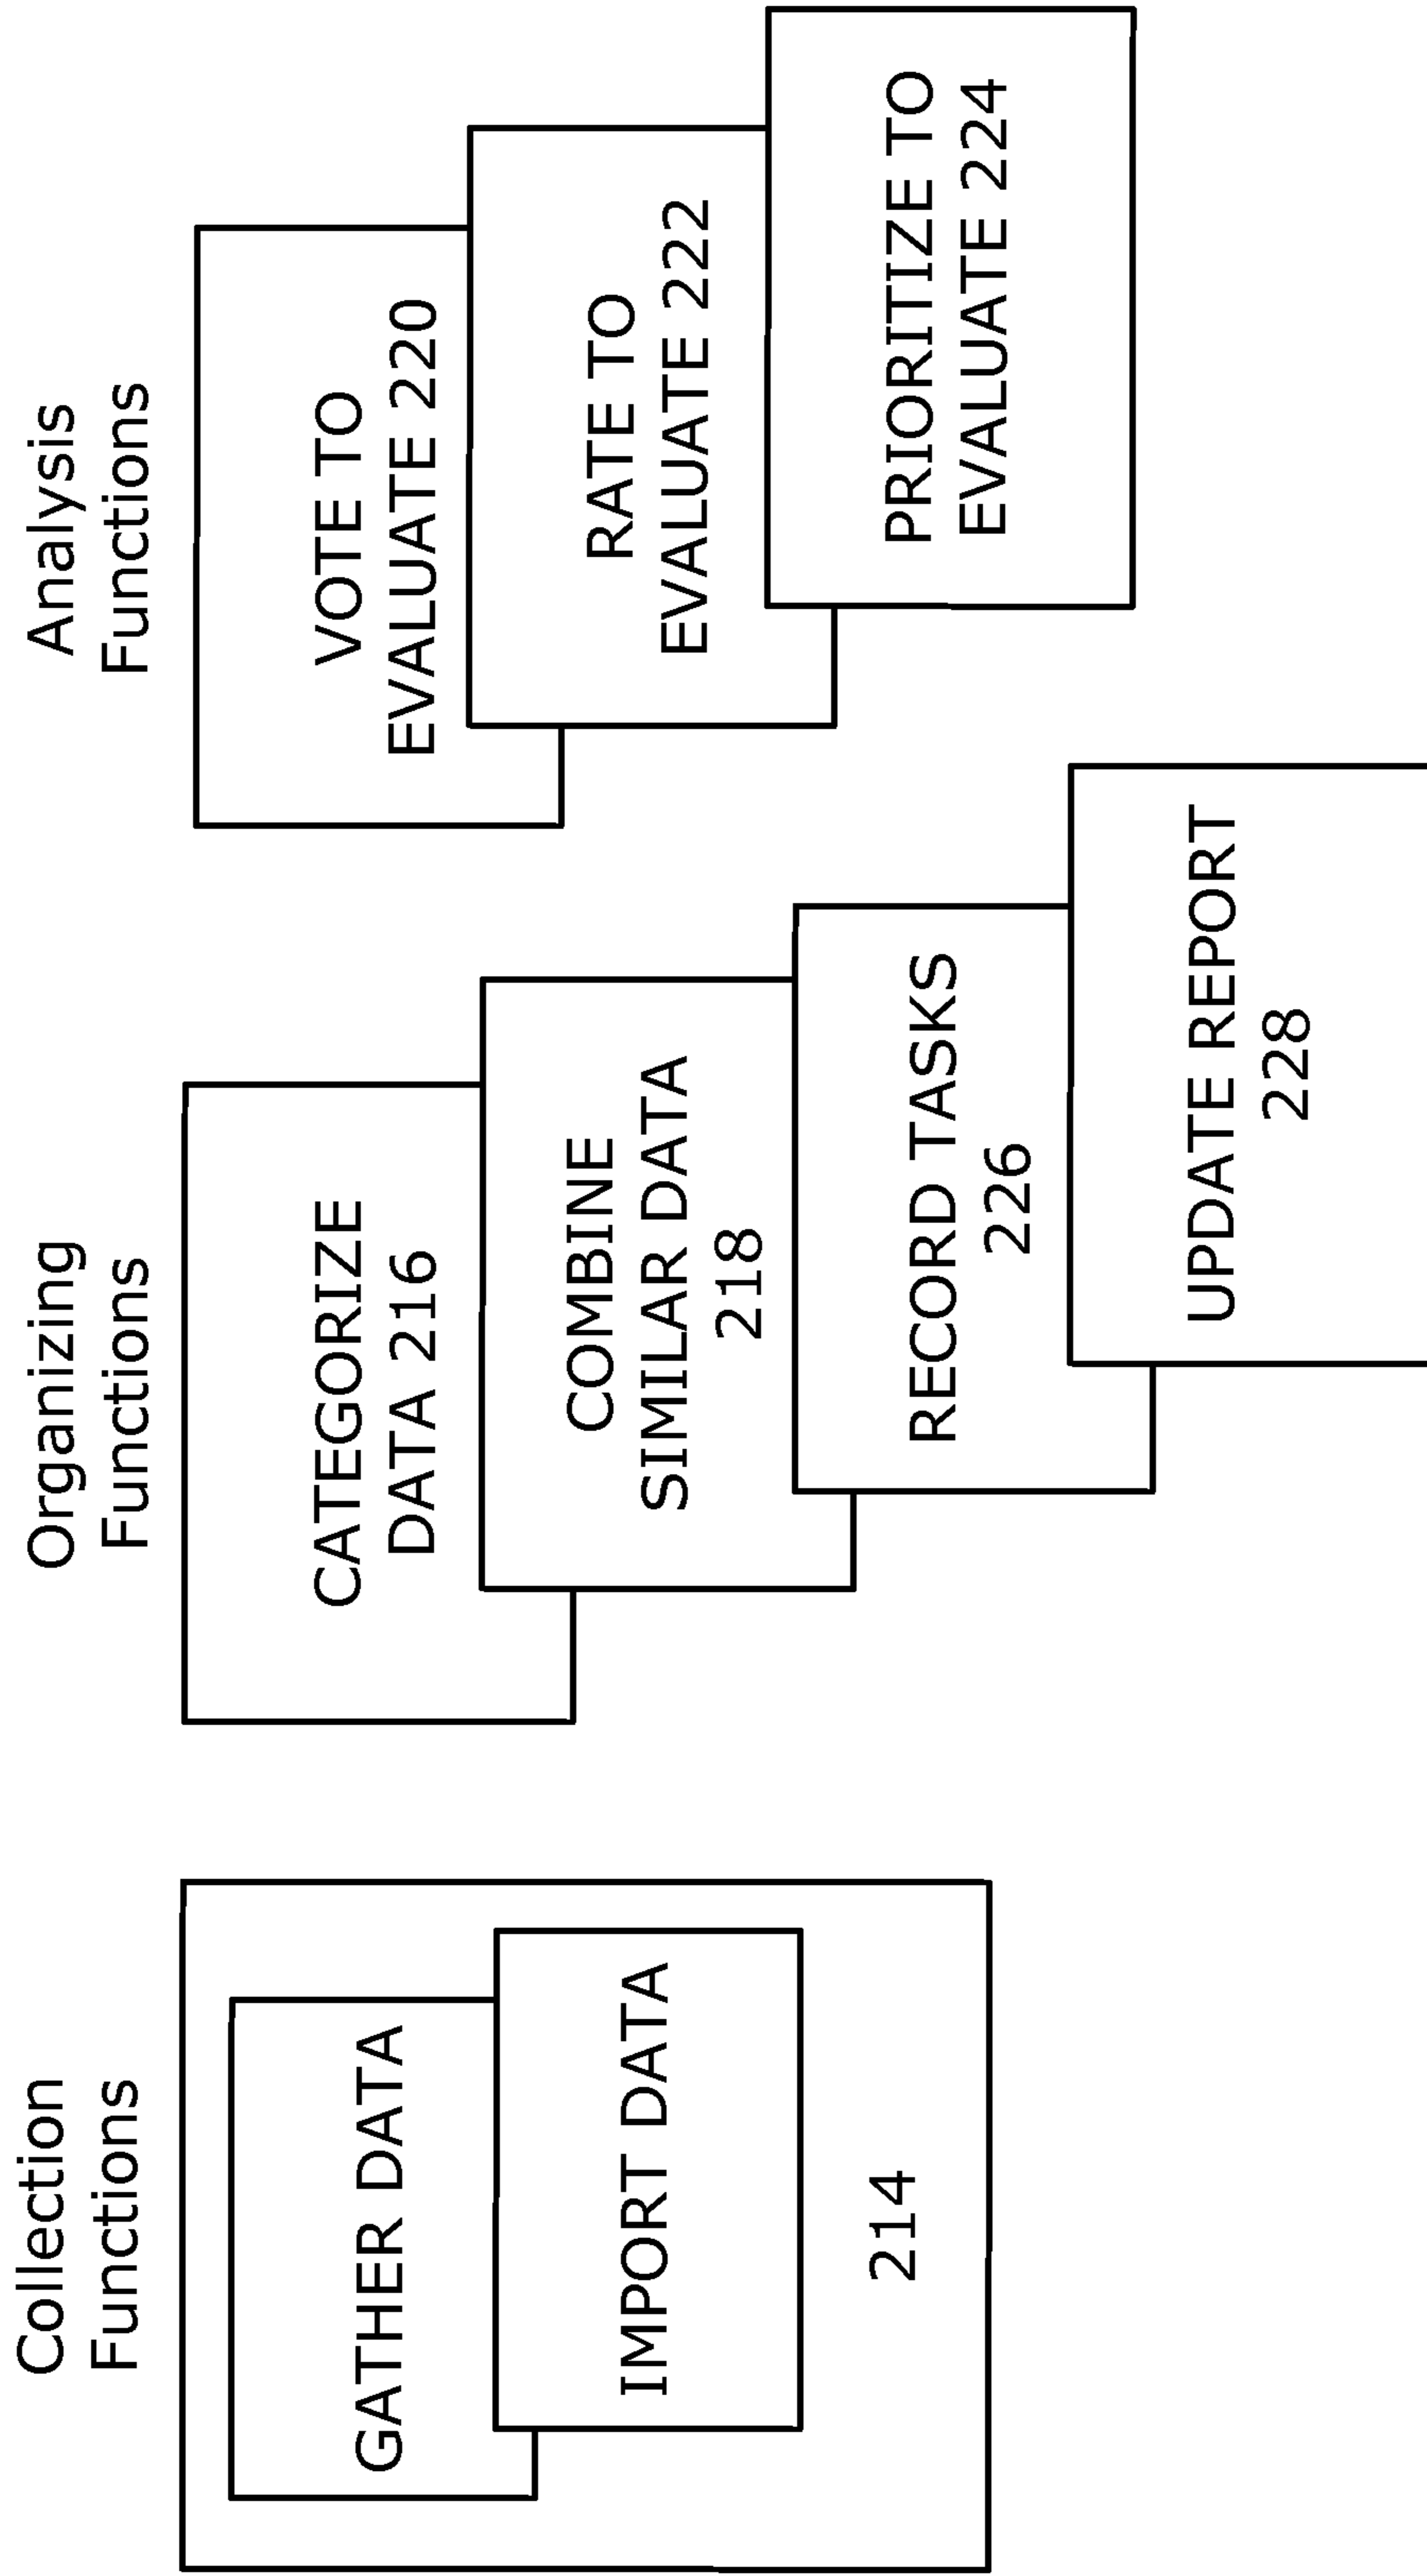 Collection
Functions
GATHER DATA
IMPORT DATA
214
Organizing
Functions
CATEGORIZE
DATA 216
COMBINE
SIMILAR DATA
218
RECORD TASKS
226
UPDATE REPORT
228
Analysis
Functions
VOTE TO
EVALUATE 220
RATE TO
EVALUATE 222
PRIORITIZE TO
EVALUATE 224